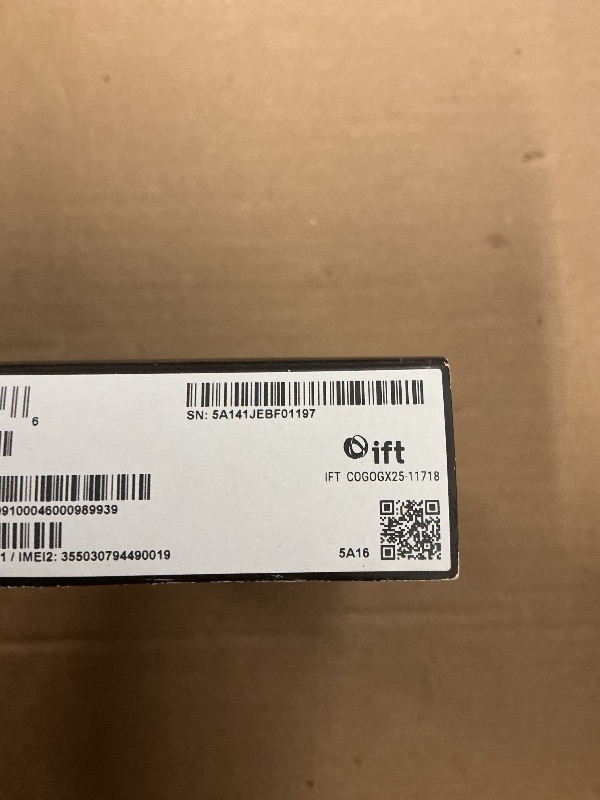 6
SN: 5A141JEBF01197
ift
IFT COGOGX25-11718
9100046000989939
1 / IMEI2: 355030794490019
5A16